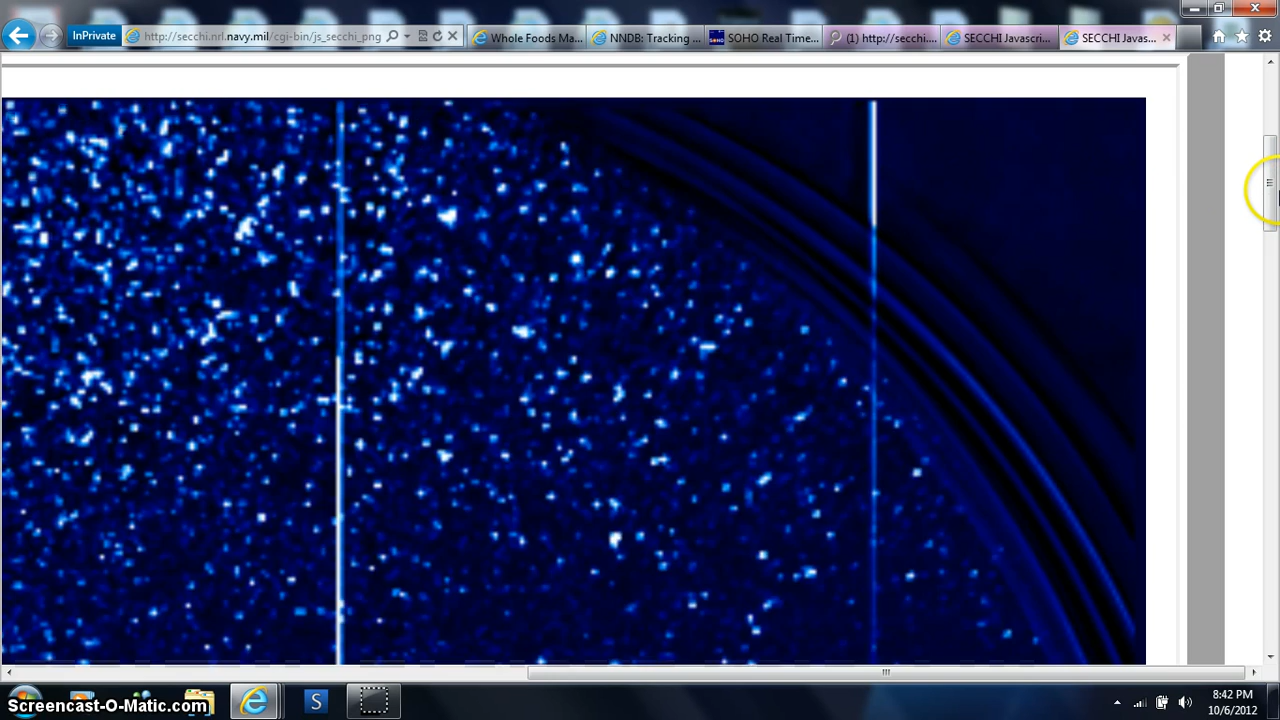 InPrivate
http://secchi.nrl.navy.mil/cgi-bin/js_secchi_png
Whole Foods Ma...
NNDB: Tracking ...
SOHO Real Time...
(1) http://secchi....
SECCHI Javascri...
SECCHI Javas...
8:42 PM
10/6/2012
Screencast-O-Matic.com